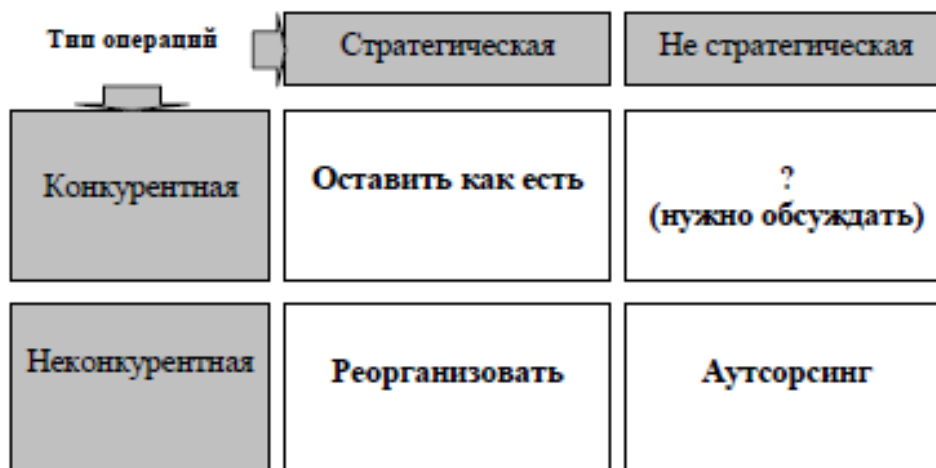 Тип операций
Стратегическая
Не стратегическая
Конкурентная
Оставить как есть
?
(нужно обсуждать)
Неконкурентная
Реорганизовать
Аутсорсинг